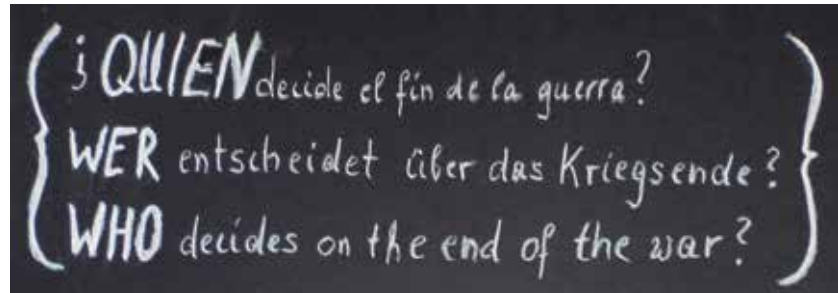 ¿QUIEN decide el fin de la guerra?
WER entscheidet über das Kriegsende?
WHO decides on the end of the war?